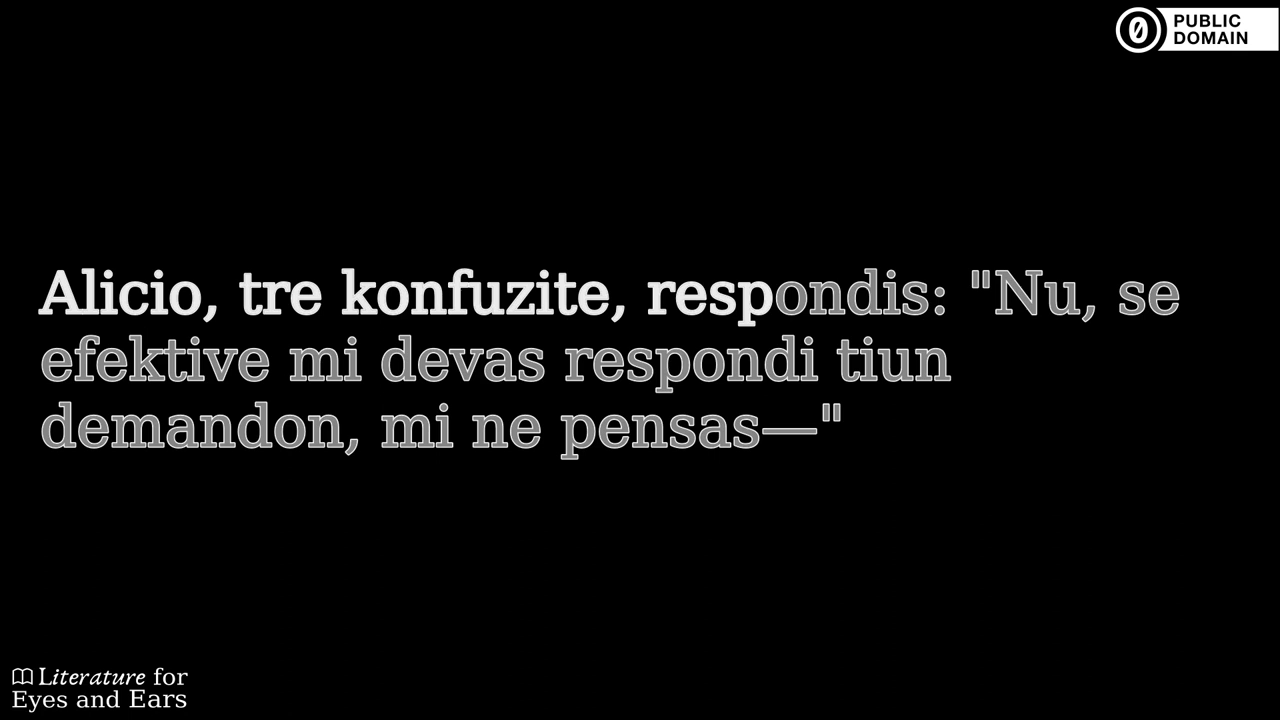 PUBLIC
DOMAIN
Alicio, tre konfuzite, respondis: "Nu, se
efektive mi devas respondi tiun
demandon, mi ne pensas—"
Literature for
Eyes and Ears